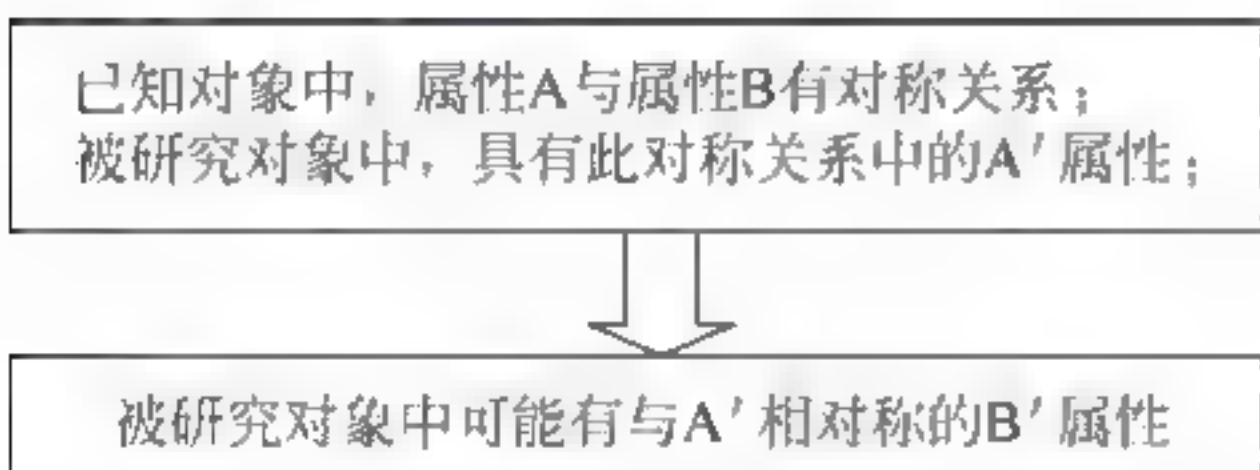 已知对象中，属性A与属性B有对称关系；
被研究对象中，具有此对称关系中的A′属性；
被研究对象中可能有与A′相对称的B′属性